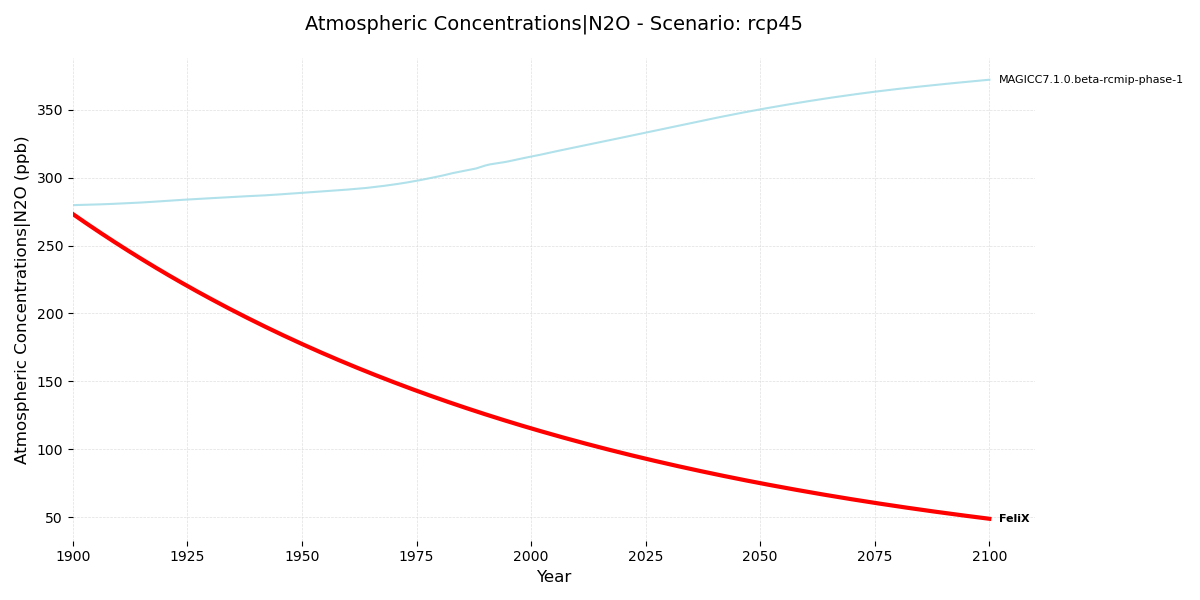 Atmospheric Concentrations|N2O - Scenario: rcp45
Atmospheric Concentrations|N2O (ppb)
350
300
250
200
150
100
50
MAGICC7.1.0.beta-rcmip-phase-1
FeliX
1900 1925 1950 1975 2000 2025 2050 2075 2100
Year